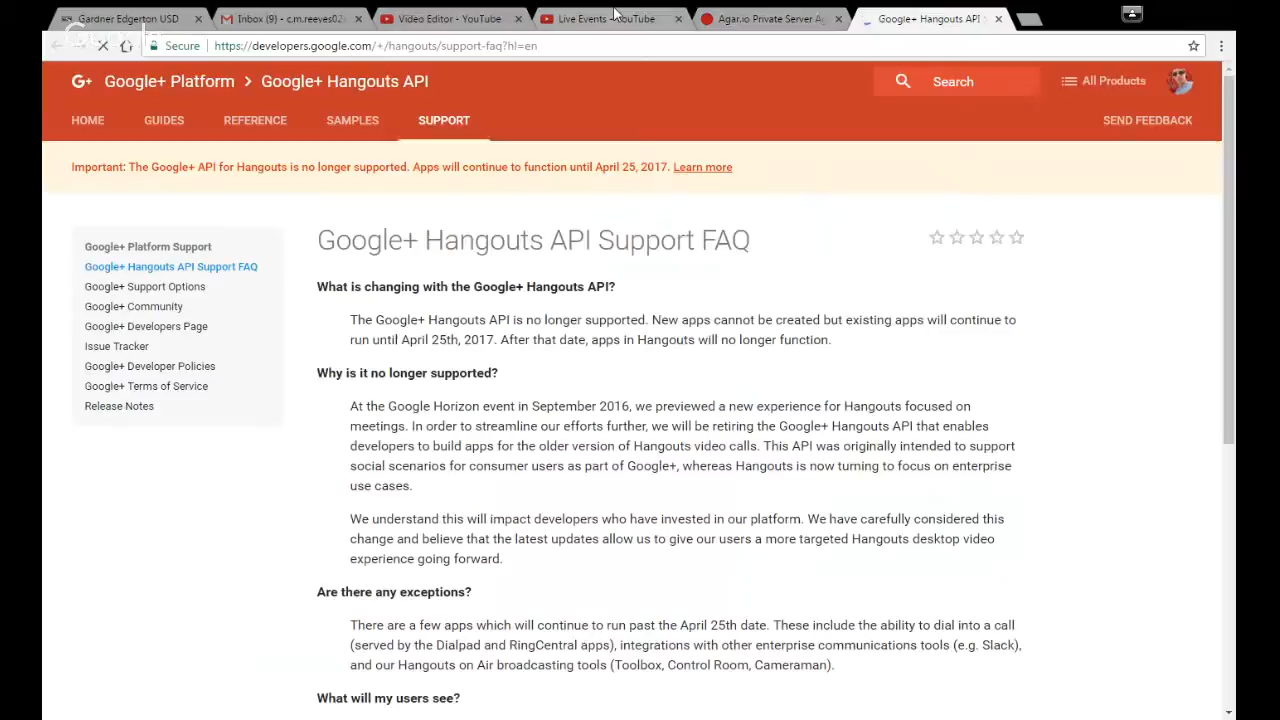 Gardner Edgerton USD
Inbox (9) - c.m.reeves02
Video Editor - YouTube
Live Events - YouTube
Agar.io Private Server A
Google+ Hangouts API
Secure
https://developers.google.com/+/hangouts/support-faq?hl=en
G+ Google+ Platform > Google+ Hangouts API
Search
All Products
HOME
GUIDES
REFERENCE
SAMPLES
SUPPORT
SEND FEEDBACK
Important: The Google+ API for Hangouts is no longer supported. Apps will continue to function until April 25, 2017. Learn more
Google+ Platform Support
Google+ Hangouts API Support FAQ
Google+ Support Options
Google+ Community
Google+ Developers Page
Issue Tracker
Google+ Developer Policies
Google+ Terms of Service
Release Notes
Google+ Hangouts API Support FAQ
What is changing with the Google+ Hangouts API?
The Google+ Hangouts API is no longer supported. New apps cannot be created but existing apps will continue to
run until April 25th, 2017. After that date, apps in Hangouts will no longer function.
Why is it no longer supported?
At the Google Horizon event in September 2016, we previewed a new experience for Hangouts focused on
meetings. In order to streamline our efforts further, we will be retiring the Google+ Hangouts API that enables
developers to build apps for the older version of Hangouts video calls. This API was originally intended to support
social scenarios for consumer users as part of Google+, whereas Hangouts is now turning to focus on enterprise
use cases.
We understand this will impact developers who have invested in our platform. We have carefully considered this
change and believe that the latest updates allow us to give our users a more targeted Hangouts desktop video
experience going forward.
Are there any exceptions?
There are a few apps which will continue to run past the April 25th date. These include the ability to dial into a call
(served by the Dialpad and RingCentral apps), integrations with other enterprise communications tools (e.g. Slack),
and our Hangouts on Air broadcasting tools (Toolbox, Control Room, Cameraman).
What will my users see?